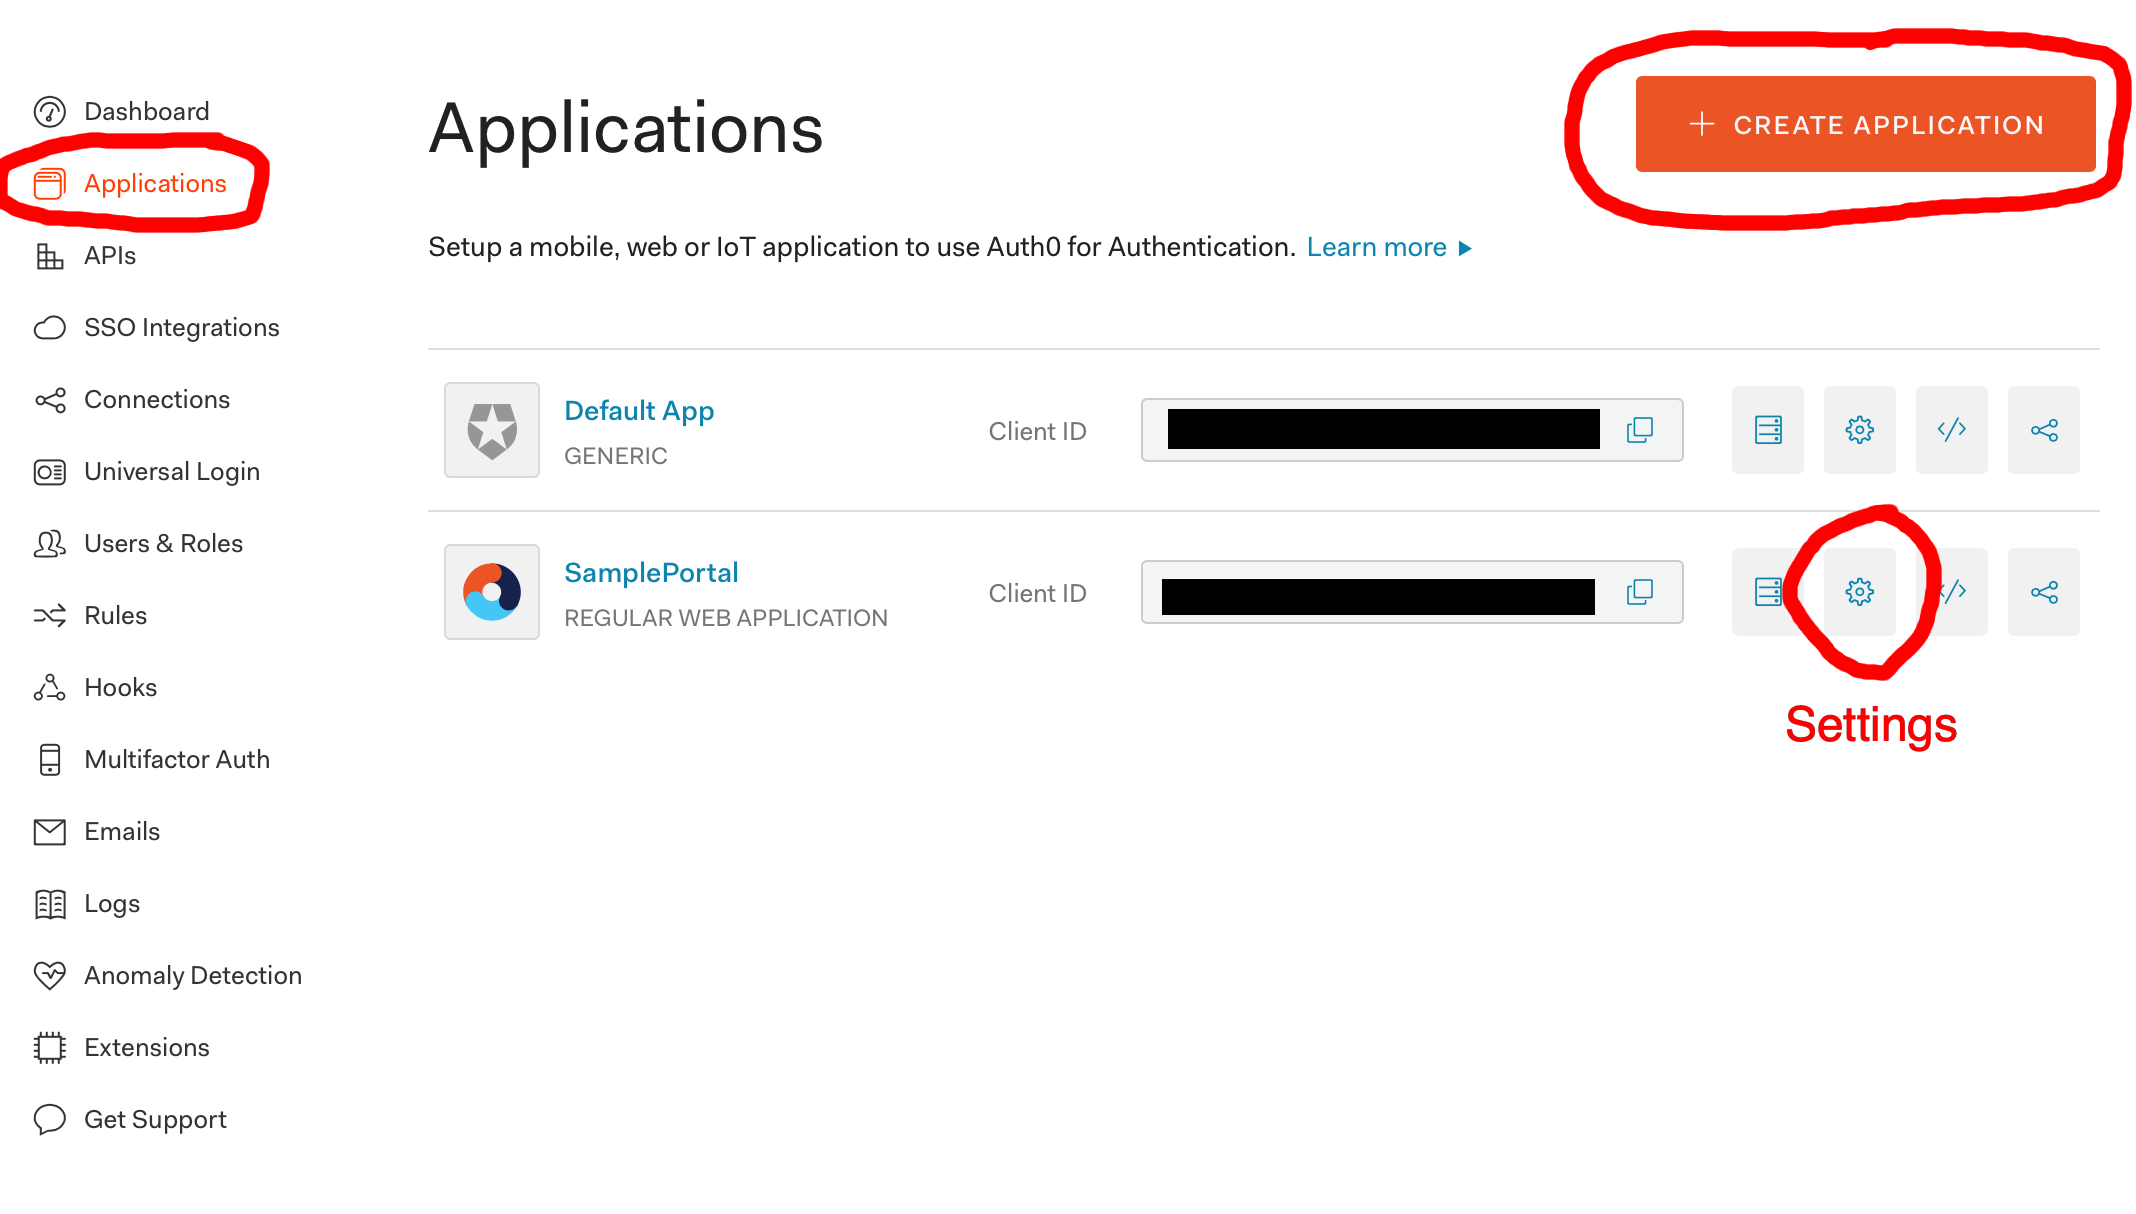 Dashboard
Applications
APIs
SSO Integrations
Connections
Universal Login
Users & Roles
Rules
Hooks
Multifactor Auth
Emails
Logs
Anomaly Detection
Extensions
Get Support
Applications
+ CREATE APPLICATION
Setup a mobile, web or IoT application to use Auth0 for Authentication. Learn more
Default App
GENERIC
Client ID
SamplePortal
REGULAR WEB APPLICATION
Client ID
Settings